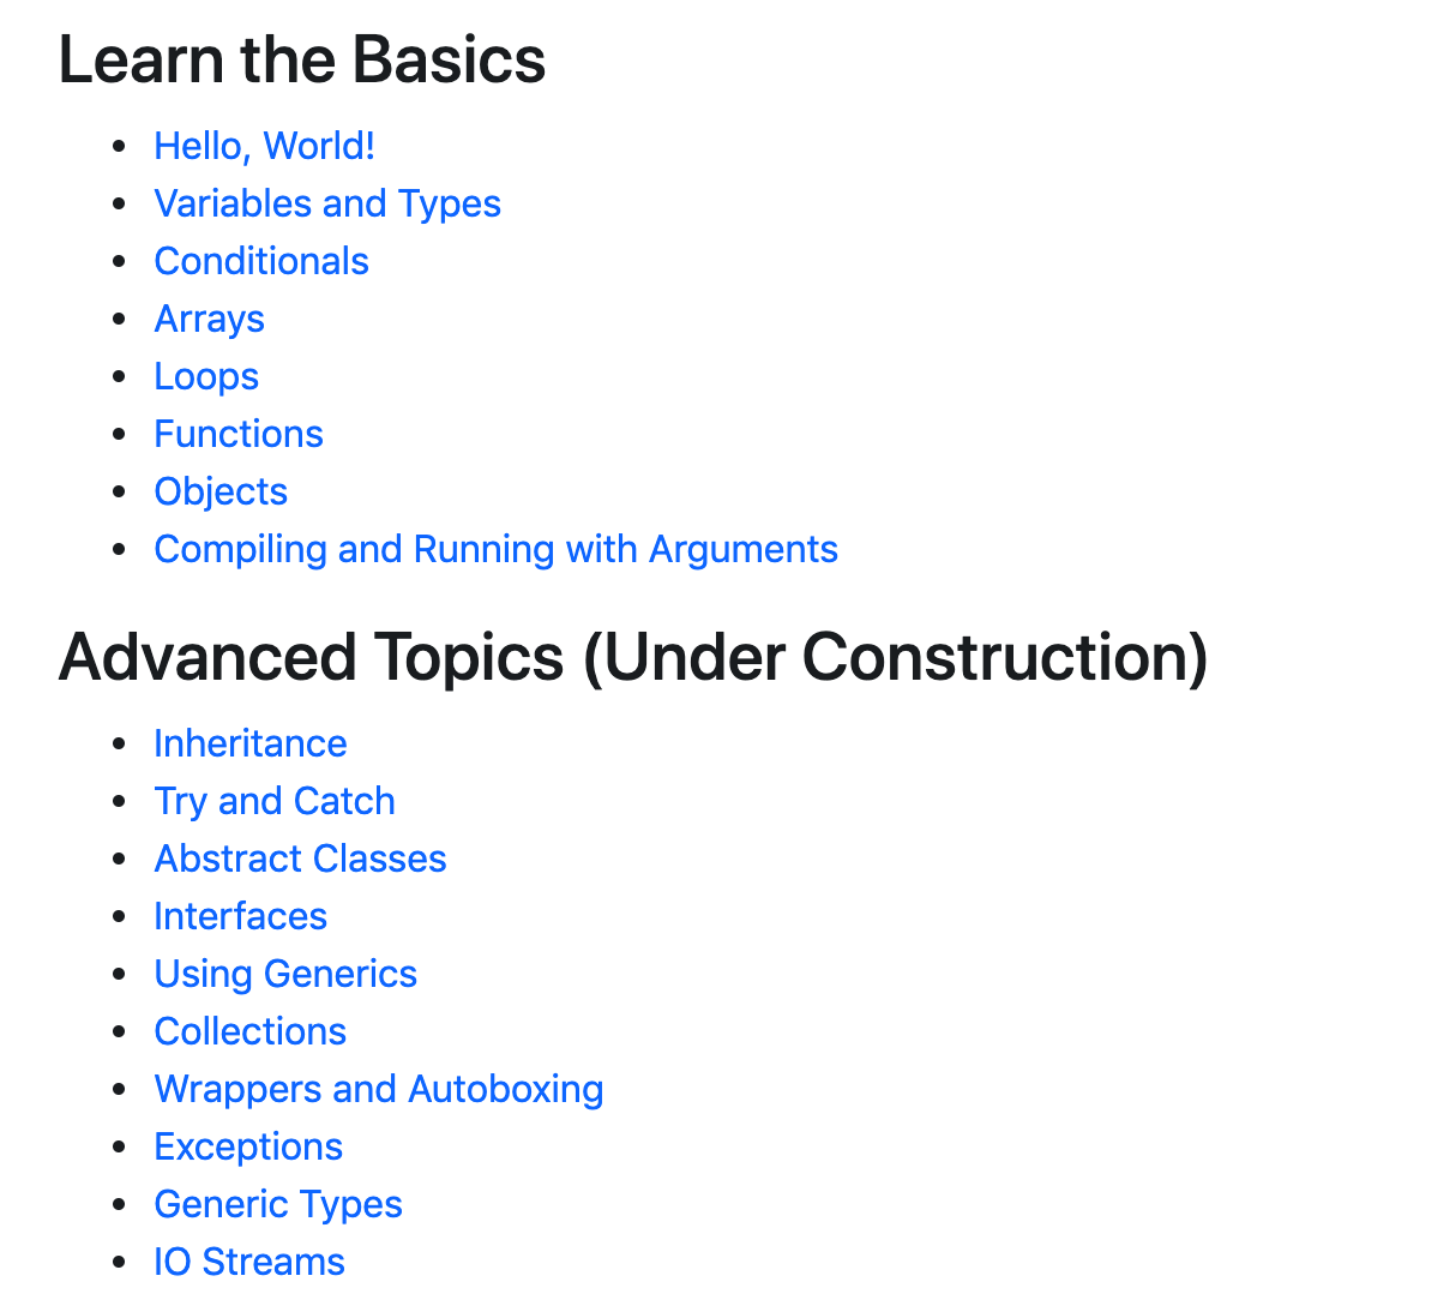 Learn the Basics
Hello, World!
Variables and Types
Conditionals
Arrays
Loops
Functions
Objects
Compiling and Running with Arguments
Advanced Topics (Under Construction)
Inheritance
Try and Catch
Abstract Classes
Interfaces
Using Generics
Collections
Wrappers and Autoboxing
Exceptions
Generic Types
IO Streams